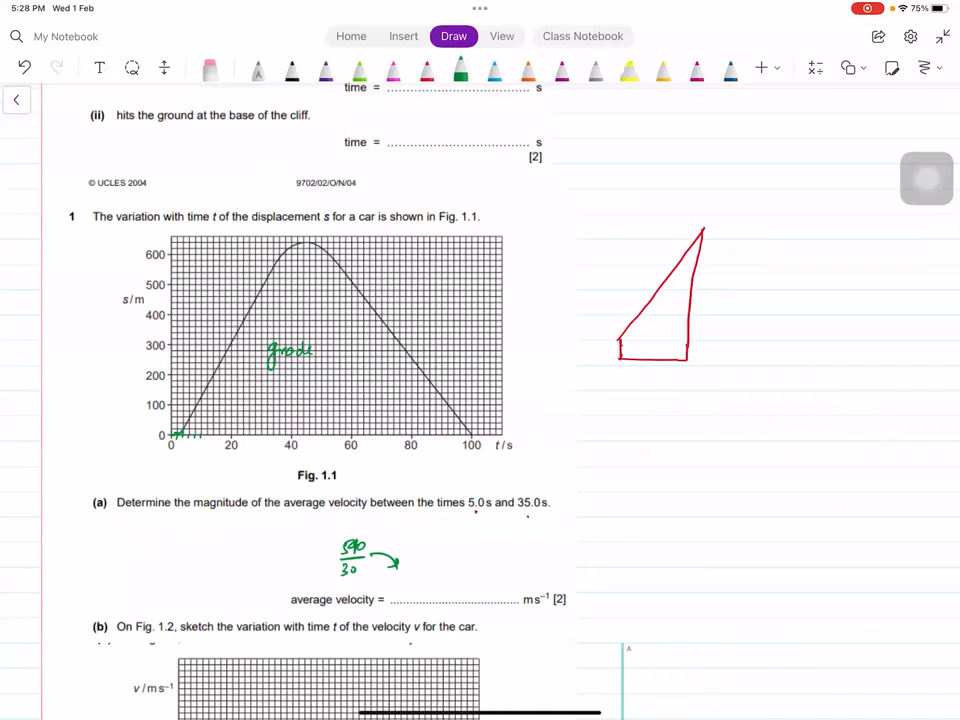 5:28 PM Wed 1 Feb
75%
My Notebook
Home Insert Draw View Class Notebook
time = ........................................ s
(ii) hits the ground at the base of the cliff.
time = ........................................ s
[2]
© UCLES 2004 9702/02/O/N/04
1 The variation with time t of the displacement s for a car is shown in Fig. 1.1.
600
500
s/m
400
300
200
100
0
0 20 40 60 80 100 t/s
Fig. 1.1
(a) Determine the magnitude of the average velocity between the times 5.0s and 35.0s.
30
average velocity = ..................................... m s⁻¹ [2]
(b) On Fig. 1.2, sketch the variation with time t of the velocity v for the car.
v/m s⁻¹
A